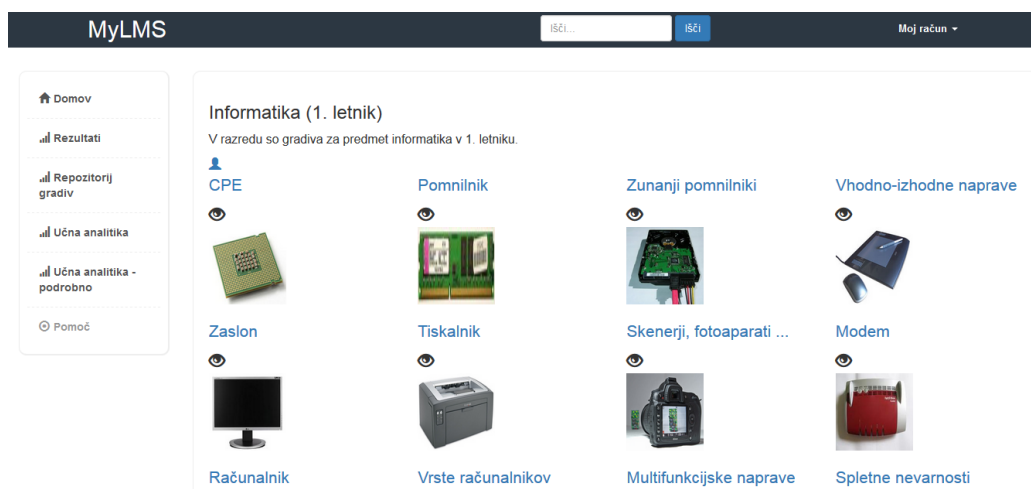 MyLMS
Išči...
Išči
Moj račun
Domov
Rezultati
Repozitorij
gradiv
Učna analitika
Učna analitika -
podrobno
Pomoč
Informatika (1. letnik)
V razredu so gradiva za predmet informatika v 1. letniku.
CPE
Pomnilnik
Zunanji pomnilniki
Vhodno-izhodne naprave
Zaslon
Tiskalnik
Skenerji, fotoaparati ...
Modem
Računalnik
Vrste računalnikov
Multifunkcijske naprave
Spletne nevarnosti